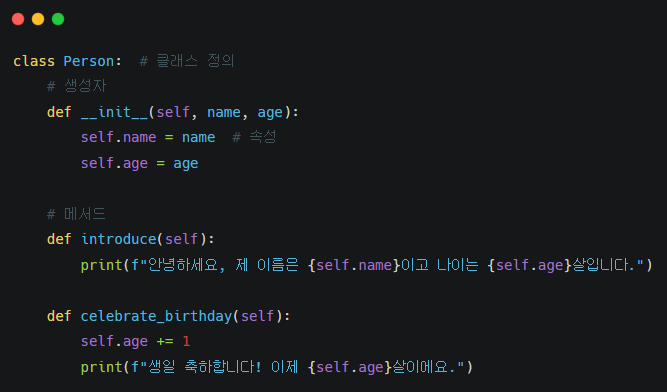 class Person:  # 클래스 정의
    # 생성자
    def __init__(self, name, age):
        self.name = name  # 속성
        self.age = age
    # 메서드
    def introduce(self):
        print(f"안녕하세요, 제 이름은 {self.name}이고 나이는 {self.age}살입니다.")
    def celebrate_birthday(self):
        self.age += 1
        print(f"생일 축하합니다! 이제 {self.age}살이에요.")